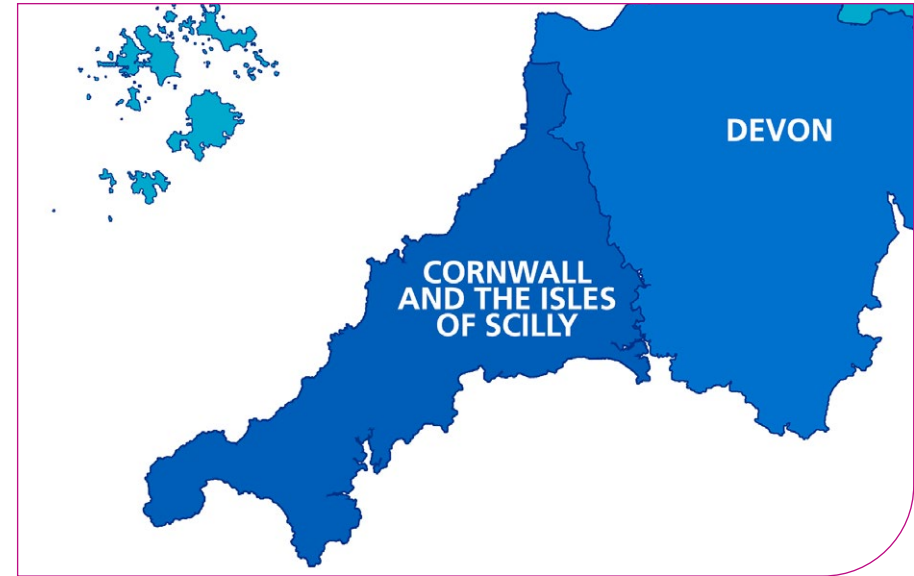 DEVON
CORNWALL
AND THE ISLES
OF SCILLY